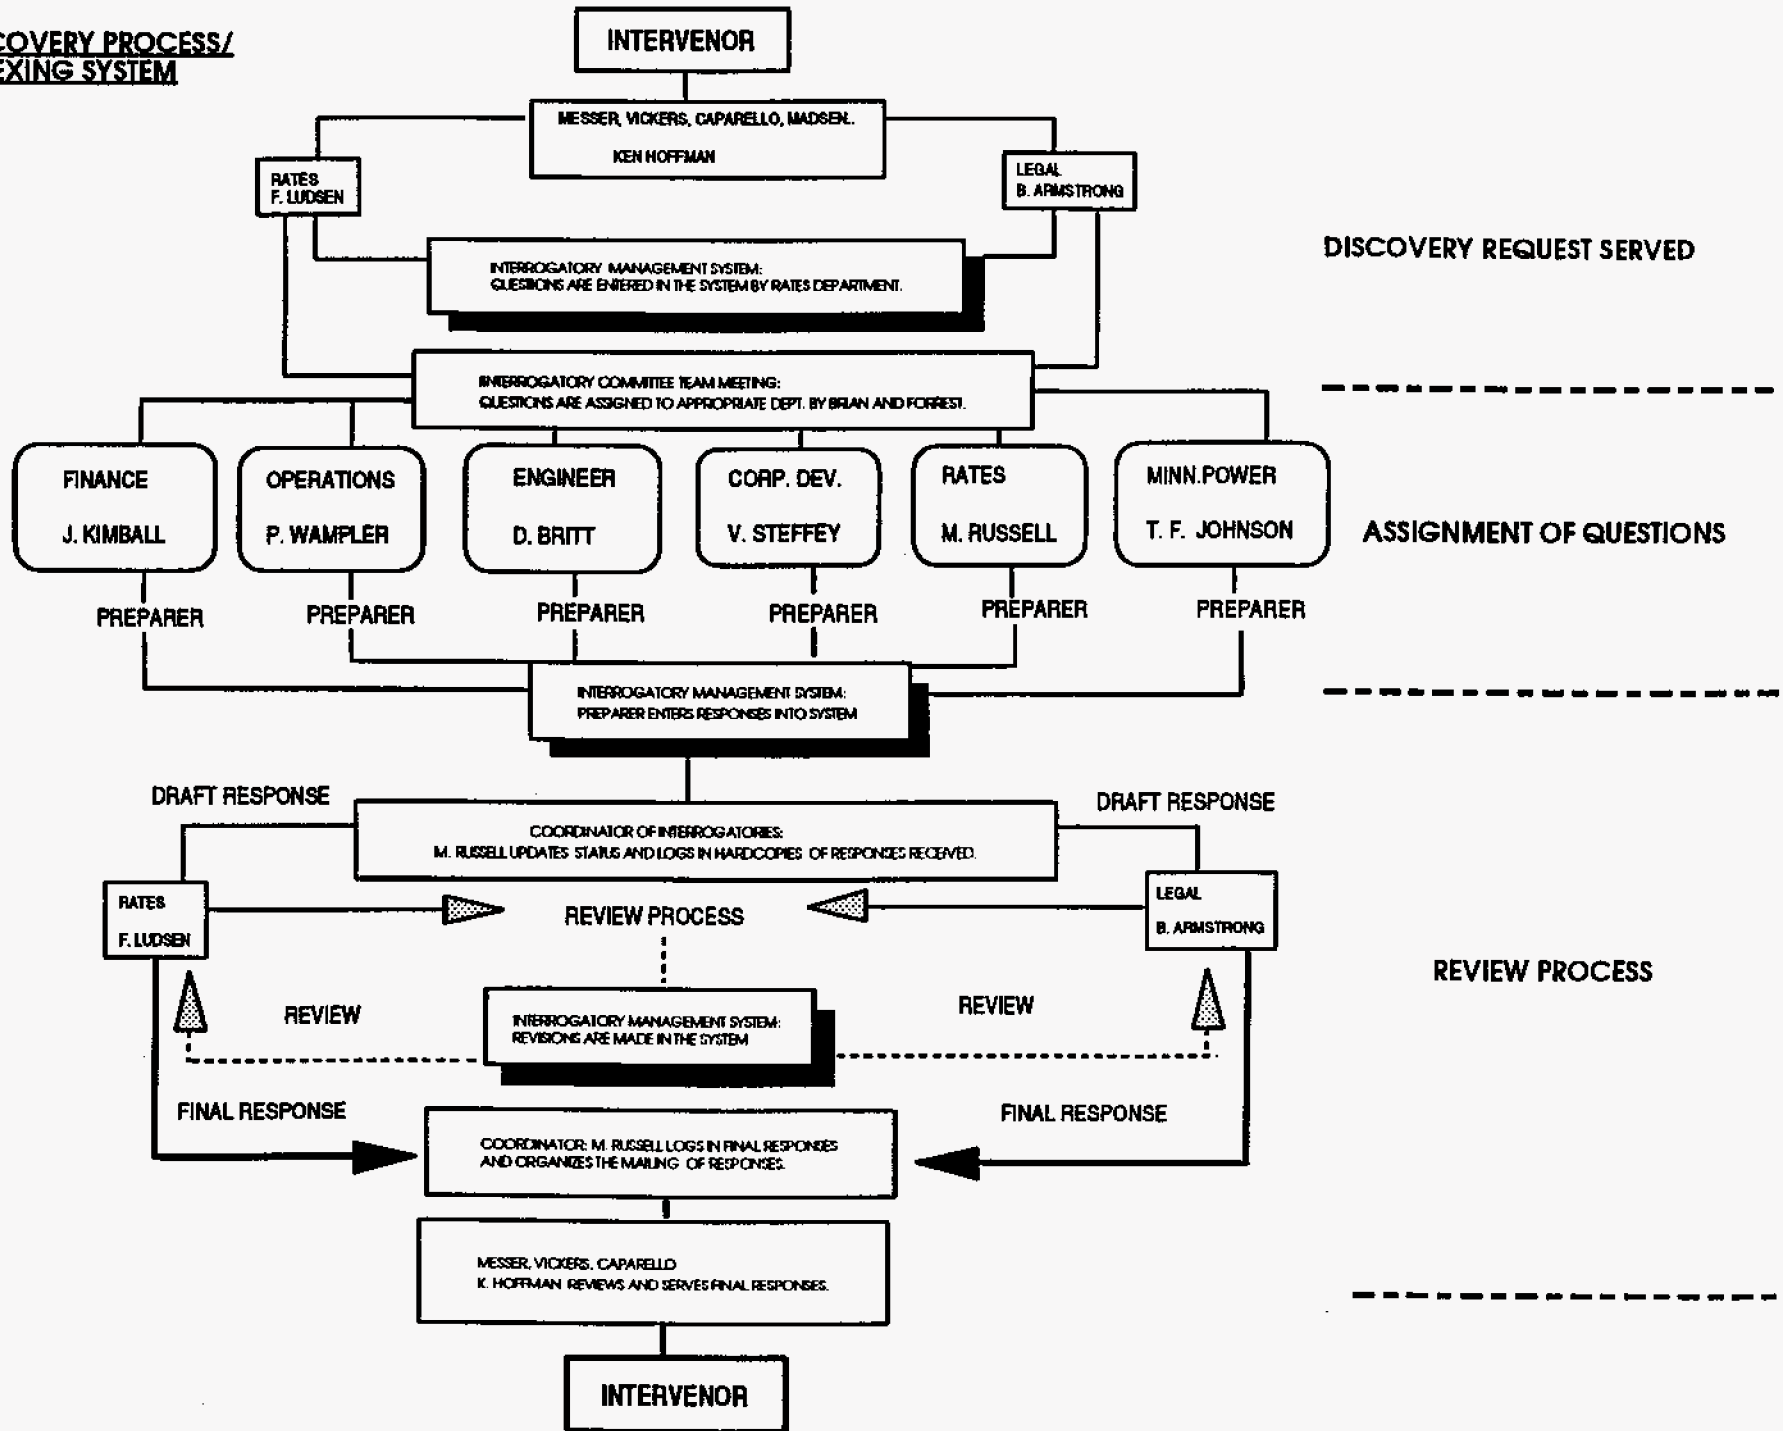 COVERY PROCESS/
EXING SYSTEM
INTERVENOR
MESSER, VICKERS, CAPARELLO, MADSEN..
KEN HOFFMAN
RATES
F. LUDSEN
LEGAL
B. ARMSTRONG
INTERROGATORY MANAGEMENT SYSTEM:
QUESTIONS ARE ENTERED IN THE SYSTEM BY RATES DEPARTMENT.
DISCOVERY REQUEST SERVED
INTERROGATORY COMMITTEE TEAM MEETING:
QUESTIONS ARE ASSIGNED TO APPROPRIATE DEPT. BY BRIAN AND FORREST.
FINANCE
J. KIMBALL
OPERATIONS
P. WAMPLER
ENGINEER
D. BRITT
CORP. DEV.
V. STEFFEY
RATES
M. RUSSELL
MINN.POWER
T. F. JOHNSON
ASSIGNMENT OF QUESTIONS
PREPARER
PREPARER
PREPARER
PREPARER
PREPARER
PREPARER
INTERROGATORY MANAGEMENT SYSTEM:
PREPARER ENTERS RESPONSES INTO SYSTEM
DRAFT RESPONSE
DRAFT RESPONSE
COORDINATOR OF INTERROGATORIES:
M. RUSSELL UPDATES STATUS AND LOGS IN HARDCOPIES OF RESPONSES RECEIVED.
RATES
F. LUDSEN
REVIEW PROCESS
LEGAL
B. ARMSTRONG
REVIEW PROCESS
REVIEW
REVIEW
INTERROGATORY MANAGEMENT SYSTEM:
REVISIONS ARE MADE IN THE SYSTEM
FINAL RESPONSE
FINAL RESPONSE
COORDINATOR: M. RUSSELL LOGS IN FINAL RESPONSES
AND ORGANIZES THE MAILING OF RESPONSES.
MESSER, VICKERS, CAPARELLO
K. HOFFMAN REVIEWS AND SERVES FINAL RESPONSES.
INTERVENOR